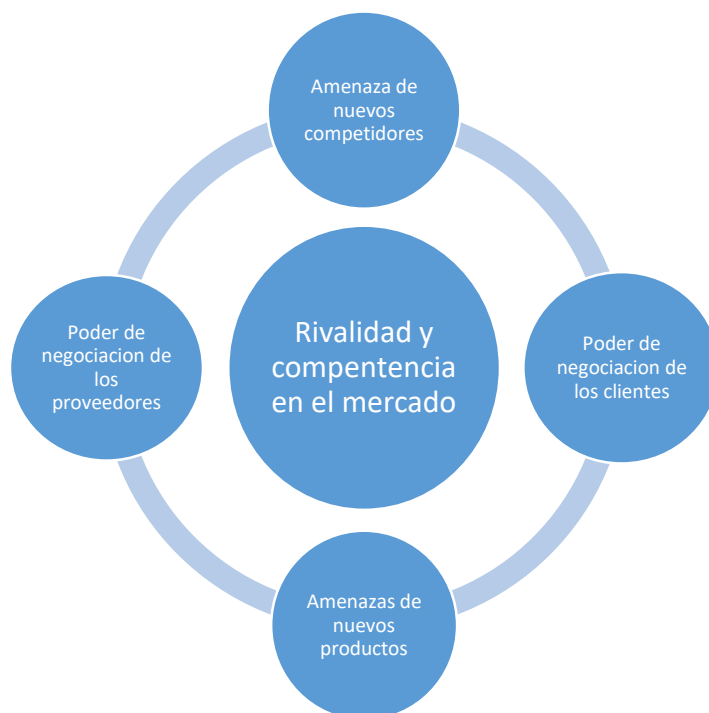 Amenaza de
nuevos
competidores
Rivalidad y
compentencia
en el mercado
Poder de
negociacion de
los
proveedores
Poder de
negociacion de
los clientes
Amenazas de
nuevos
productos